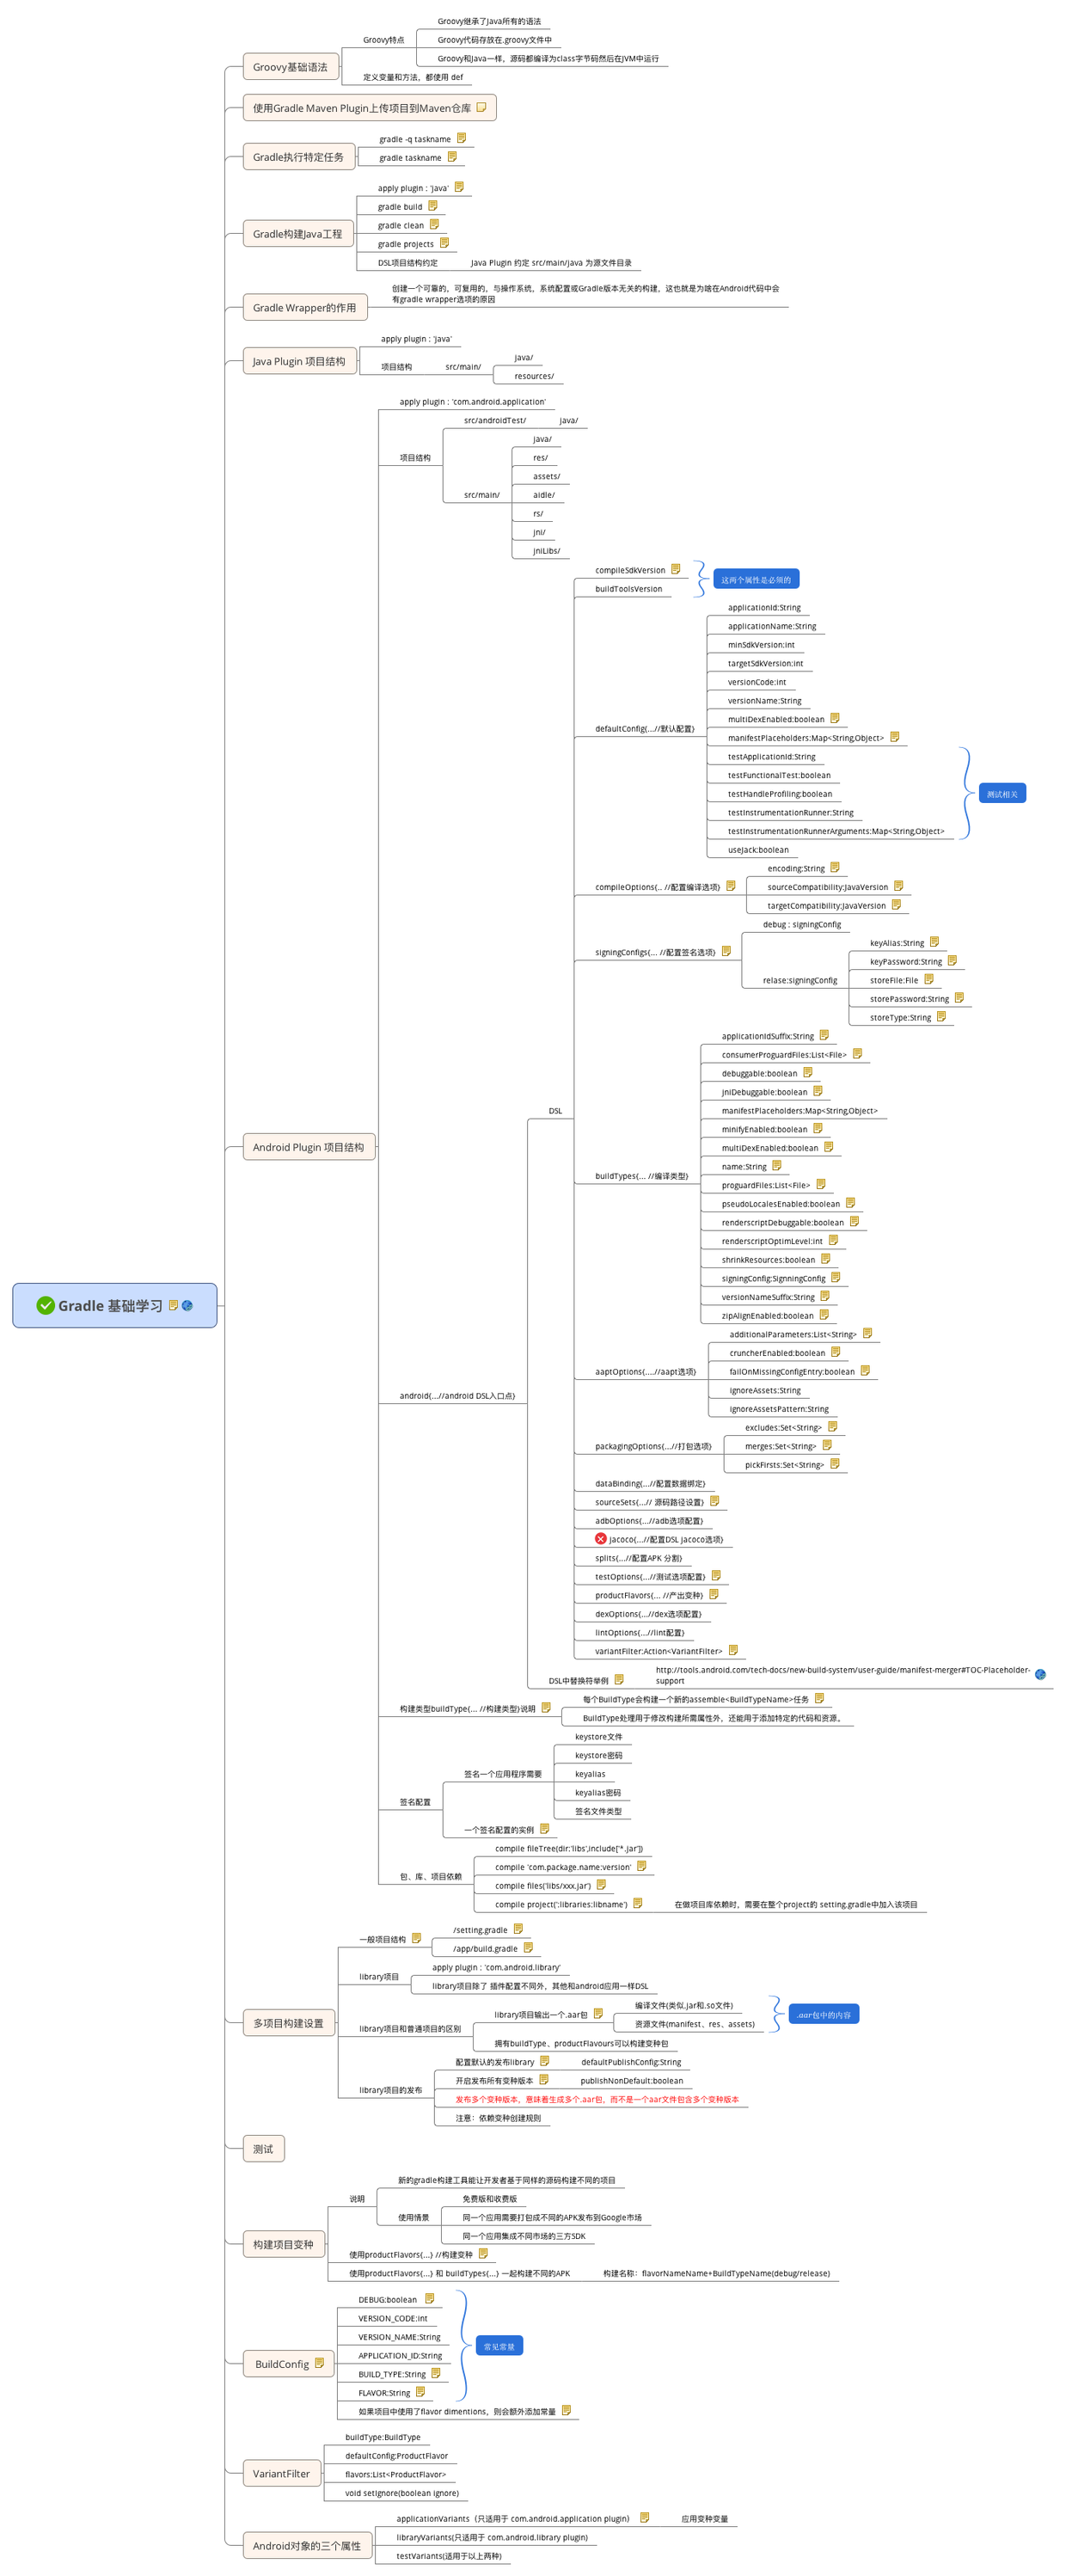 Gradle 基础学习
Groovy基础语法
Groovy特点
Groovy继承了Java所有的语法
Groovy代码存放在.groovy文件中
Groovy和Java一样，源码都编译为class字节码然后在JVM中运行
定义变量和方法，都使用 def
使用Gradle Maven Plugin上传项目到Maven仓库
Gradle执行特定任务
gradle -q taskname
gradle taskname
Gradle构建Java工程
apply plugin : 'java'
gradle build
gradle clean
gradle projects
DSL项目结构约定
Java Plugin 约定 src/main/java 为源文件目录
Gradle Wrapper的作用
创建一个可靠的，可复用的，与操作系统，系统配置或Gradle版本无关的构建，这也就是为啥在Android代码中会
有gradle wrapper选项的原因
Java Plugin 项目结构
apply plugin : 'java'
项目结构
src/main/
java/
resources/
Android Plugin 项目结构
apply plugin : 'com.android.application'
项目结构
src/androidTest/
java/
src/main/
java/
res/
assets/
aidle/
rs/
jni/
jniLibs/
android{...//android DSL入口点}
DSL
compileSdkVersion
buildToolsVersion
这两个属性是必须的
defaultConfig{...//默认配置}
applicationId:String
applicationName:String
minSdkVersion:int
targetSdkVersion:int
versionCode:int
versionName:String
multiDexEnabled:boolean
manifestPlaceholders:Map<String,Object>
testApplicationId:String
testFunctionalTest:boolean
testHandleProfiling:boolean
testInstrumentationRunner:String
testInstrumentationRunnerArguments:Map<String,Object>
测试相关
useJack:boolean
compileOptions{.. //配置编译选项}
encoding:String
sourceCompatibility:JavaVersion
targetCompatibility:JavaVersion
signingConfigs{... //配置签名选项}
debug : signingConfig
relase:signingConfig
keyAlias:String
keyPassword:String
storeFile:File
storePassword:String
storeType:String
buildTypes{... //编译类型}
applicationIdSuffix:String
consumerProguardFiles:List<File>
debuggable:boolean
jniDebuggable:boolean
manifestPlaceholders:Map<String,Object>
minifyEnabled:boolean
multiDexEnabled:boolean
name:String
proguardFiles:List<File>
pseudoLocalesEnabled:boolean
renderscriptDebuggable:boolean
renderscriptOptimLevel:int
shrinkResources:boolean
signingConfig:SignningConfig
versionNameSuffix:String
zipAlignEnabled:boolean
aaptOptions{....//aapt选项}
additionalParameters:List<String>
cruncherEnabled:boolean
failOnMissingConfigEntry:boolean
ignoreAssets:String
ignoreAssetsPattern:String
packagingOptions{...//打包选项}
excludes:Set<String>
merges:Set<String>
pickFirsts:Set<String>
dataBinding{...//配置数据绑定}
sourceSets{...// 源码路径设置}
adbOptions{...//adb选项配置}
jacoco{...//配置DSL jacoco选项}
splits{...//配置APK 分割}
testOptions{...//测试选项配置}
productFlavors{... //产出变种}
dexOptions{...//dex选项配置}
lintOptions{...//lint配置}
variantFilter:Action<VariantFilter>
DSL中替换符举例
http://tools.android.com/tech-docs/new-build-system/user-guide/manifest-merger#TOC-Placeholder-
support
构建类型buildType{... //构建类型}说明
每个BuildType会构建一个新的assemble<BuildTypeName>任务
BuildType处理用于修改构建所需属性外，还能用于添加特定的代码和资源。
签名配置
签名一个应用程序需要
keystore文件
keystore密码
keyalias
keyalias密码
签名文件类型
一个签名配置的实例
包、库、项目依赖
compile fileTree(dir:'libs',include['*.jar'])
compile 'com.package.name:version'
compile files('libs/xxx.jar')
compile project(':libraries:libname')
在做项目库依赖时，需要在整个project的 setting.gradle中加入该项目
多项目构建设置
一般项目结构
/setting.gradle
/app/build.gradle
library项目
apply plugin : 'com.android.library'
library项目除了 插件配置不同外，其他和android应用一样DSL
library项目和普通项目的区别
library项目输出一个.aar包
编译文件(类似.jar和.so文件)
资源文件(manifest、res、assets)
.aar包中的内容
拥有buildType、productFlavours可以构建变种包
library项目的发布
配置默认的发布library
defaultPublishConfig:String
开启发布所有变种版本
publishNonDefault:boolean
发布多个变种版本，意味着生成多个.aar包，而不是一个aar文件包含多个变种版本
注意：依赖变种创建规则
测试
构建项目变种
说明
新的gradle构建工具能让开发者基于同样的源码构建不同的项目
使用情景
免费版和收费版
同一个应用需要打包成不同的APK发布到Google市场
同一个应用集成不同市场的三方SDK
使用productFlavors{...} //构建变种
使用productFlavors{...} 和 buildTypes{...} 一起构建不同的APK
构建名称：flavorNameName+BuildTypeName(debug/release)
BuildConfig
DEBUG:boolean
VERSION_CODE:int
VERSION_NAME:String
APPLICATION_ID:String
BUILD_TYPE:String
FLAVOR:String
常见常量
如果项目中使用了flavor dimentions，则会额外添加常量
VariantFilter
buildType:BuildType
defaultConfig:ProductFlavor
flavors:List<ProductFlavor>
void setIgnore(boolean ignore)
Android对象的三个属性
applicationVariants（只适用于 com.android.application plugin）
应用变种变量
libraryVariants(只适用于 com.android.library plugin)
testVariants(适用于以上两种)